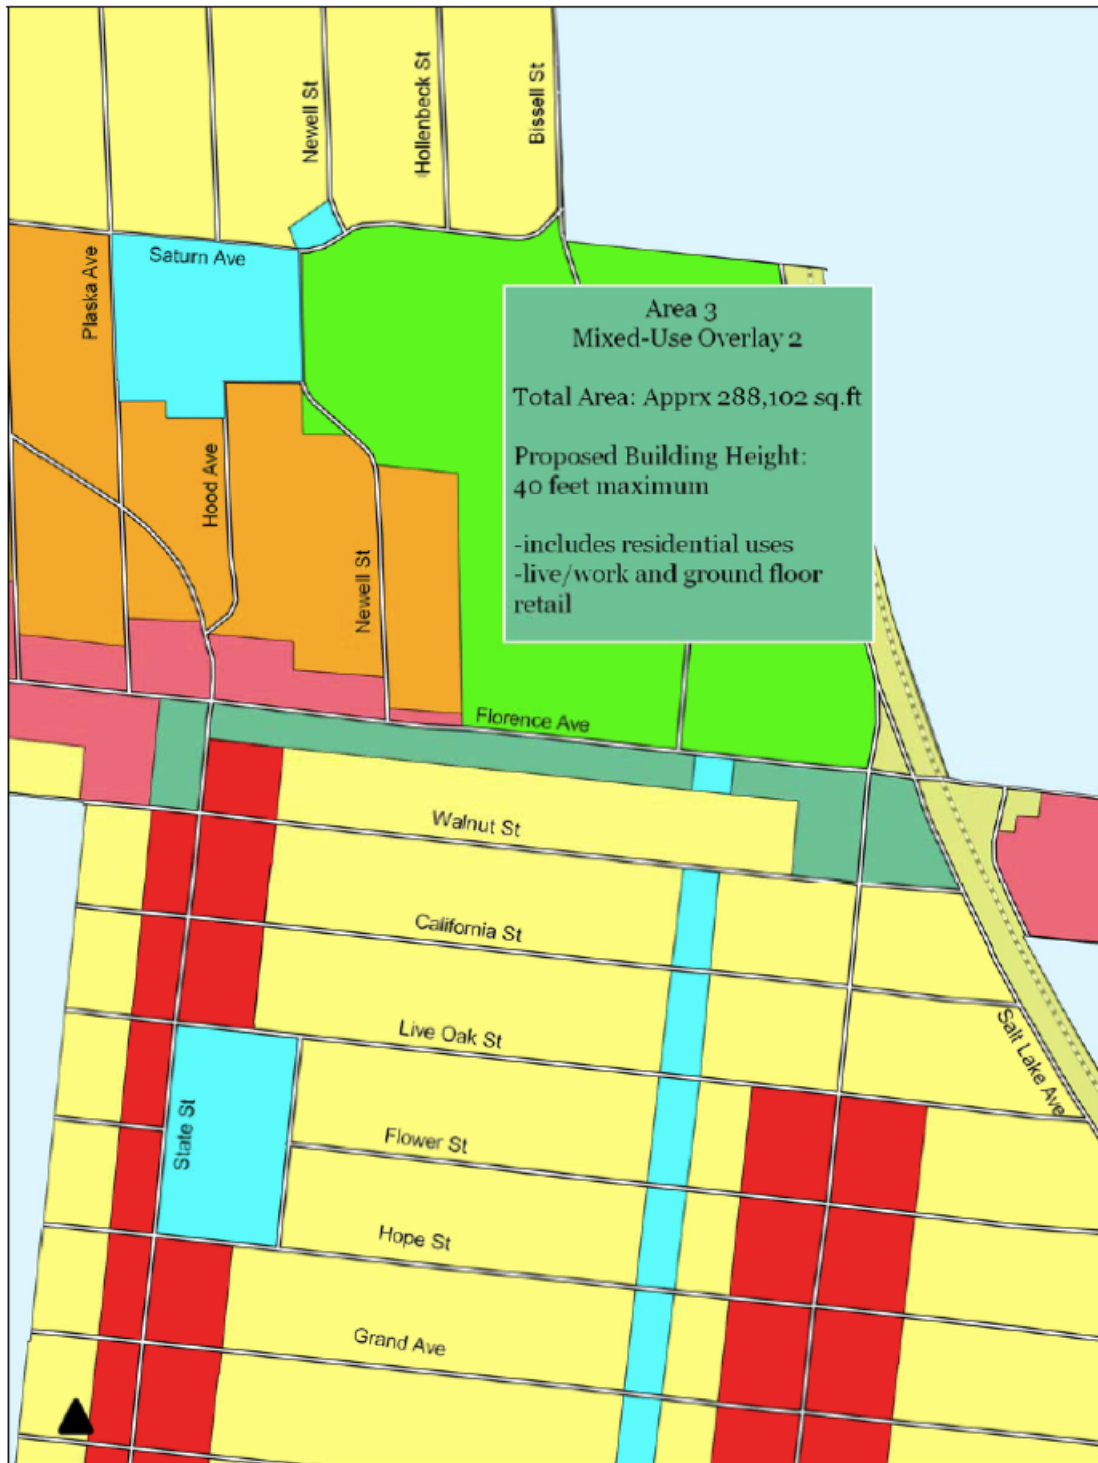 Newell St
Hollenbeck St
Bissell St
Saturn Ave
Plaska Ave
Area 3
Mixed-Use Overlay 2
Total Area: Apprx 288,102 sq.ft
Proposed Building Height:
40 feet maximum
-includes residential uses
-live/work and ground floor
retail
Hood Ave
Newell St
Florence Ave
Walnut St
California St
Live Oak St
Salt Lake Ave
State St
Flower St
Hope St
Grand Ave